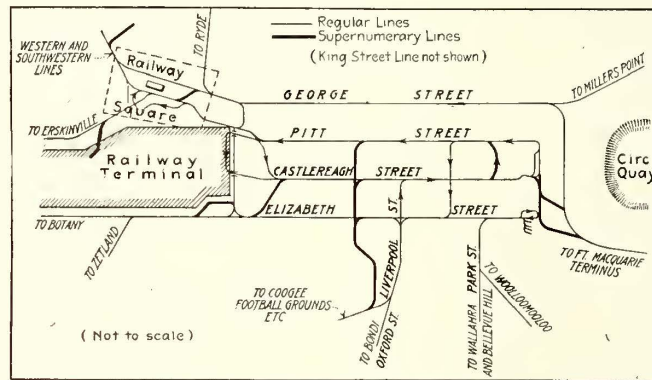 Regular Lines
Supernumerary Lines
(King Street Line not shown)
WESTERN AND
SOUTHWESTERN
LINES
TO RYDE
Railway
Square
TO MILLERS POINT
GEORGE STREET
TO ERSKINVILLE
PITT STREET
Railway
Terminal
CASTLEREAGH STREET
Circ
Quay
ELIZABETH STREET
TO BOTANY
TO ZETLAND
LIVERPOOL ST.
TO FT. MACQUARIE
TERMINUS
TO COOGEE
FOOTBALL GROUNDS
ETC
TO BONDI
OXFORD ST.
TO WALLAHRA
AND BELLEVUE HILL
PARK ST.
TO WOOLLOOMOOLOO
(Not to scale)